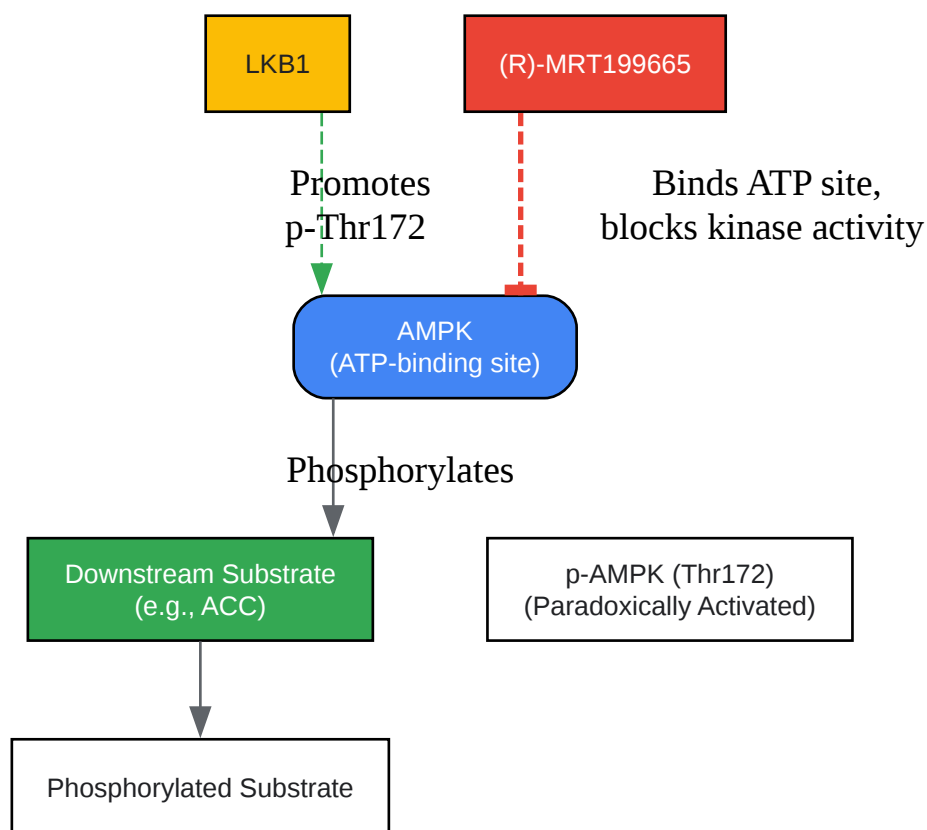 LKB1
(R)-MRT199665
Promotes
p-Thr172
Binds ATP site,
blocks kinase activity
AMPK
(ATP-binding site)
Phosphorylates
Downstream Substrate
(e.g., ACC)
p-AMPK (Thr172)
(Paradoxically Activated)
Phosphorylated Substrate